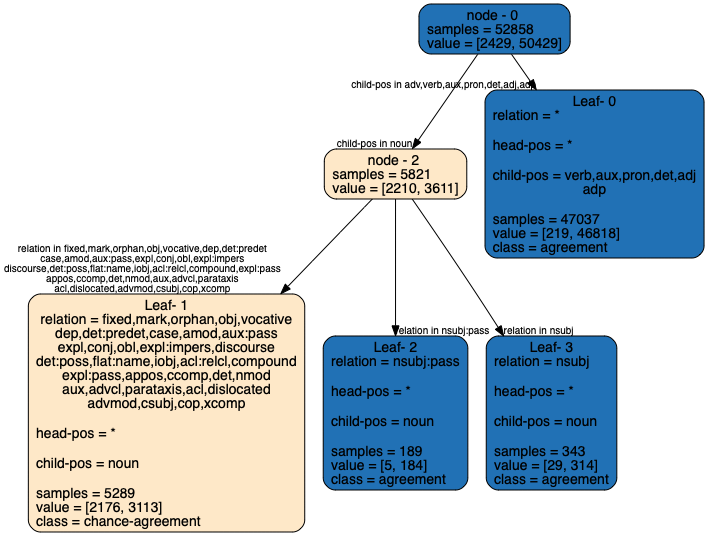 node - 0
samples = 52858
value = [2429, 50429]
child-pos in adv,verb,aux,pron,det,adj,adp
Leaf- 0
relation = *
head-pos = *
child-pos = verb,aux,pron,det,adj
adp
samples = 47037
value = [219, 46818]
class = agreement
child-pos in noun
node - 2
samples = 5821
value = [2210, 3611]
relation in fixed,mark,orphan,obj,vocative,dep,det:predet
case,amod,aux:pass,expl,conj,obl,expl:impers
discourse,det:poss,flat:name,iobj,acl:relcl,compound,expl:pass
appos,ccomp,det,nmod,aux,advcl,parataxis
acl,dislocated,advmod,csubj,cop,xcomp
Leaf- 1
relation = fixed,mark,orphan,obj,vocative
dep,det:predet,case,amod,aux:pass
expl,conj,obl,expl:impers,discourse
det:poss,flat:name,iobj,acl:relcl,compound
expl:pass,appos,ccomp,det,nmod
aux,advcl,parataxis,acl,dislocated
advmod,csubj,cop,xcomp
head-pos = *
child-pos = noun
samples = 5289
value = [2176, 3113]
class = chance-agreement
relation in nsubj:pass
Leaf- 2
relation = nsubj:pass
head-pos = *
child-pos = noun
samples = 189
value = [5, 184]
class = agreement
relation in nsubj
Leaf- 3
relation = nsubj
head-pos = *
child-pos = noun
samples = 343
value = [29, 314]
class = agreement